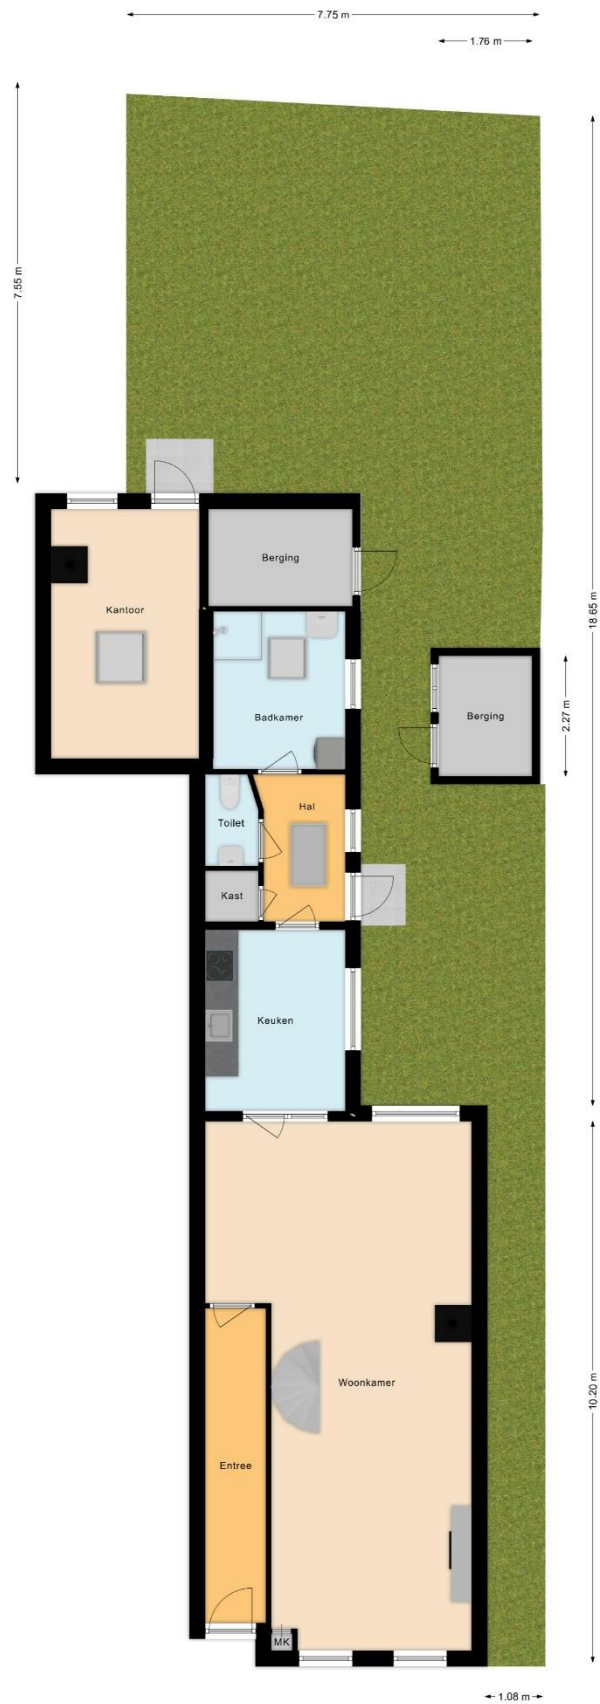 7.75 m
1.76 m
7.55 m
18.65 m
Berging
Kantoor
Badkamer
Berging
2.27 m
Hal
Toilet
Kast
Keuken
Woonkamer
10.20 m
Entree
MK
1.08 m